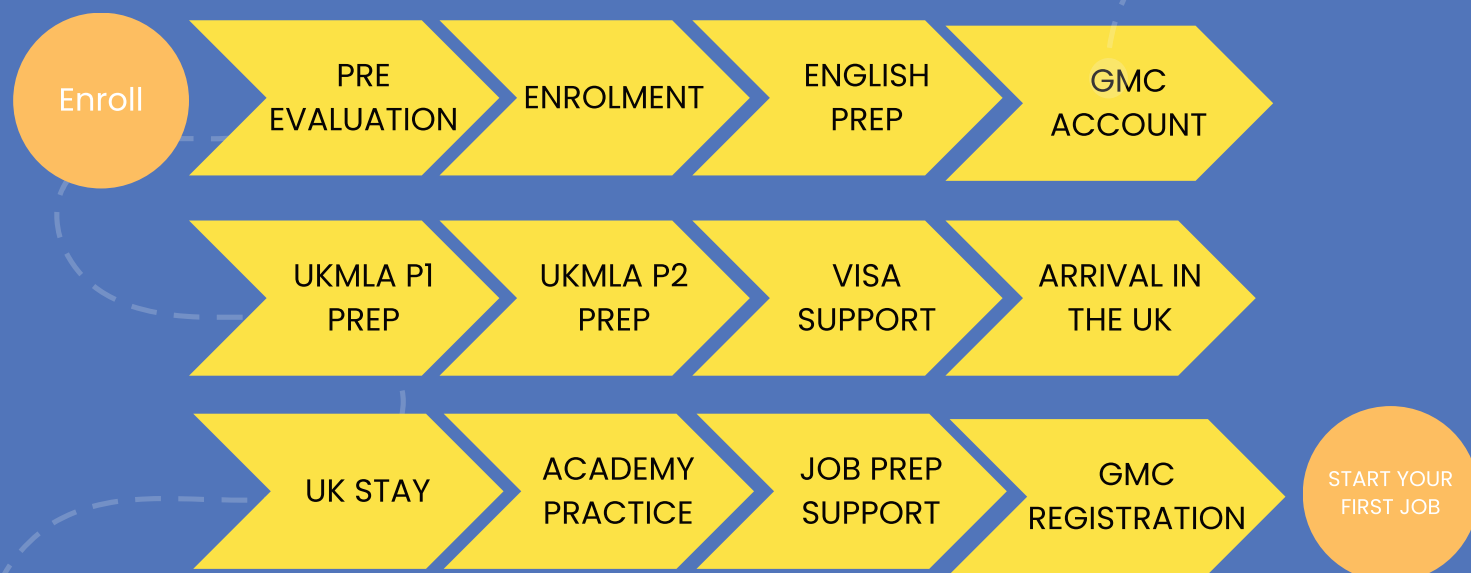 Enroll
PRE
EVALUATION
ENROLMENT
ENGLISH
PREP
GMC
ACCOUNT
UKMLA P1
PREP
UKMLA P2
PREP
VISA
SUPPORT
ARRIVAL IN
THE UK
UK STAY
ACADEMY
PRACTICE
JOB PREP
SUPPORT
GMC
REGISTRATION
START YOUR
FIRST JOB